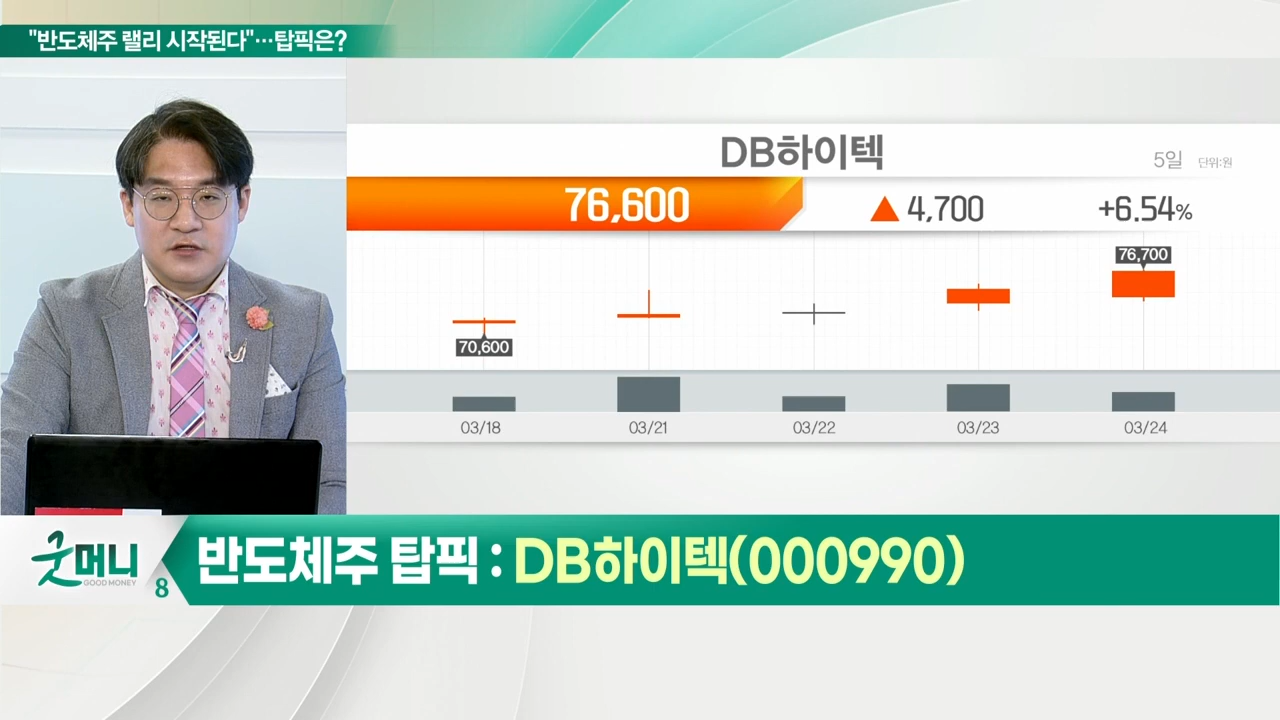 "반도체주 랠리 시작된다"…탑픽은?
DB하이텍
5일 단위:원
76,600 ▲ 4,700 +6.54%
76,700
70,600
03/18 03/21 03/22 03/23 03/24
굿머니
GOOD MONEY
8
반도체주 탑픽 : DB하이텍(000990)